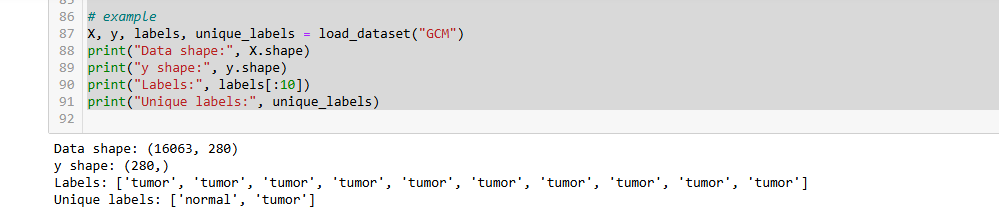 85
86 # example
87 X, y, labels, unique_labels = load_dataset("GCM")
88 print("Data shape:", X.shape)
89 print("y shape:", y.shape)
90 print("Labels:", labels[:10])
91 print("Unique labels:", unique_labels)
92
Data shape: (16063, 280)
y shape: (280,)
Labels: ['tumor', 'tumor', 'tumor', 'tumor', 'tumor', 'tumor', 'tumor', 'tumor', 'tumor', 'tumor']
Unique labels: ['normal', 'tumor']